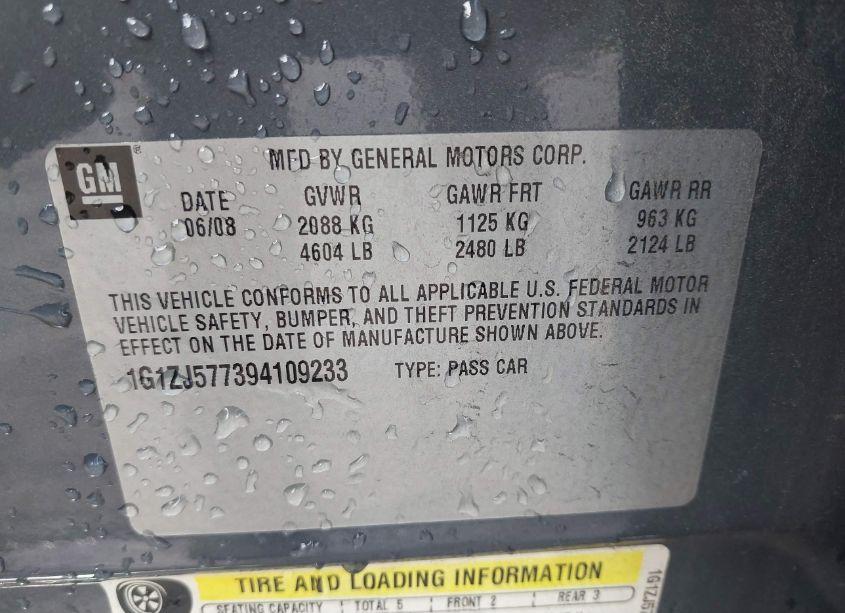 GM
MFD BY GENERAL MOTORS CORP.
DATE GVWR GAWR FRT GAWR RR
06/08 2088 KG 1125 KG 963 KG
4604 LB 2480 LB 2124 LB
THIS VEHICLE CONFORMS TO ALL APPLICABLE U.S. FEDERAL MOTOR
VEHICLE SAFETY, BUMPER, AND THEFT PREVENTION STANDARDS IN
EFFECT ON THE DATE OF MANUFACTURE SHOWN ABOVE.
1G1ZJ577394109233 TYPE: PASS CAR
TIRE AND LOADING INFORMATION
SEATING CAPACITY TOTAL 5 FRONT 2 REAR 3
1G1ZJ5